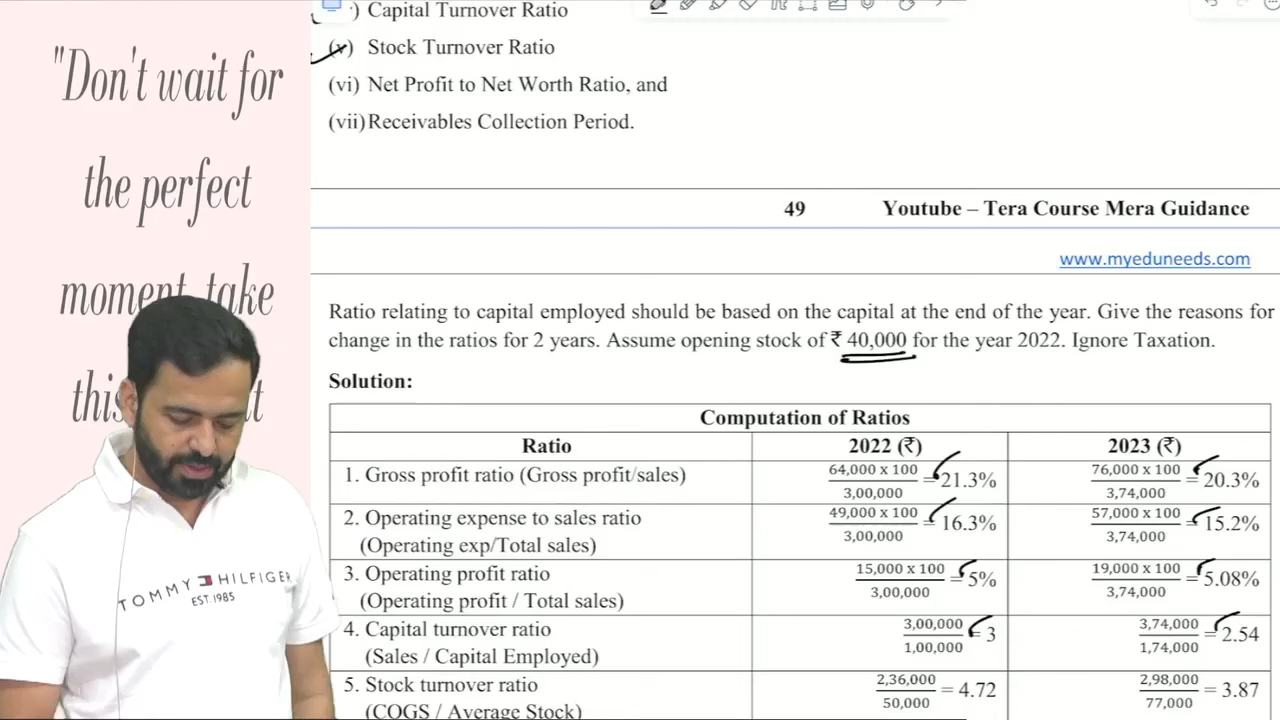 "Don't wait for
the perfect
moment, take
this
) Capital Turnover Ratio
(v) Stock Turnover Ratio
(vi) Net Profit to Net Worth Ratio, and
(vii) Receivables Collection Period.
49 Youtube – Tera Course Mera Guidance
www.myeduneeds.com
Ratio relating to capital employed should be based on the capital at the end of the year. Give the reasons for
change in the ratios for 2 years. Assume opening stock of ₹ 40,000 for the year 2022. Ignore Taxation.
Solution:
Computation of Ratios
Ratio 2022 (₹) 2023 (₹)
1. Gross profit ratio (Gross profit/sales) 64,000 x 100 / 3,00,000 = 21.3% 76,000 x 100 / 3,74,000 = 20.3%
2. Operating expense to sales ratio 49,000 x 100 / 3,00,000 = 16.3% 57,000 x 100 / 3,74,000 = 15.2%
(Operating exp/Total sales)
3. Operating profit ratio 15,000 x 100 / 3,00,000 = 5% 19,000 x 100 / 3,74,000 = 5.08%
(Operating profit / Total sales)
4. Capital turnover ratio 3,00,000 / 1,00,000 = 3 3,74,000 / 1,74,000 = 2.54
(Sales / Capital Employed)
5. Stock turnover ratio 2,36,000 / 50,000 = 4.72 2,98,000 / 77,000 = 3.87
(COGS / Average Stock)
TOMMY HILFIGER
EST. 1985